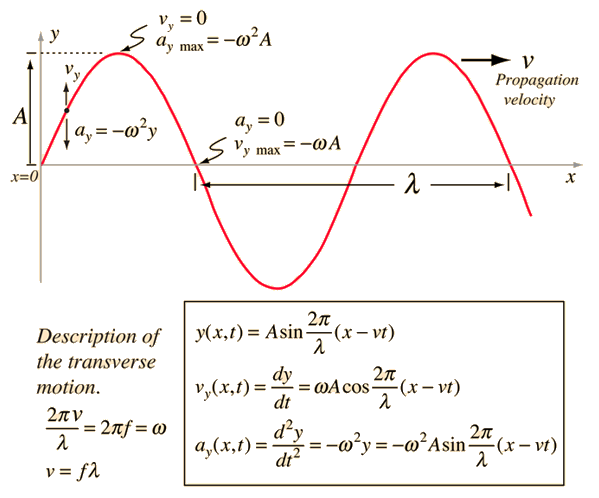 y
v_y = 0
a_y max = −ω²A
v_y
v
Propagation
velocity
A
a_y = −ω²y
a_y = 0
v_y max = −ωA
x=0
λ
x
Description of
the transverse
motion.
2πv/λ = 2πf = ω
v = fλ
y(x,t) = A sin 2π/λ (x − vt)
v_y(x,t) = dy/dt = ωA cos 2π/λ (x − vt)
a_y(x,t) = d²y/dt² = −ω²y = −ω²A sin 2π/λ (x − vt)